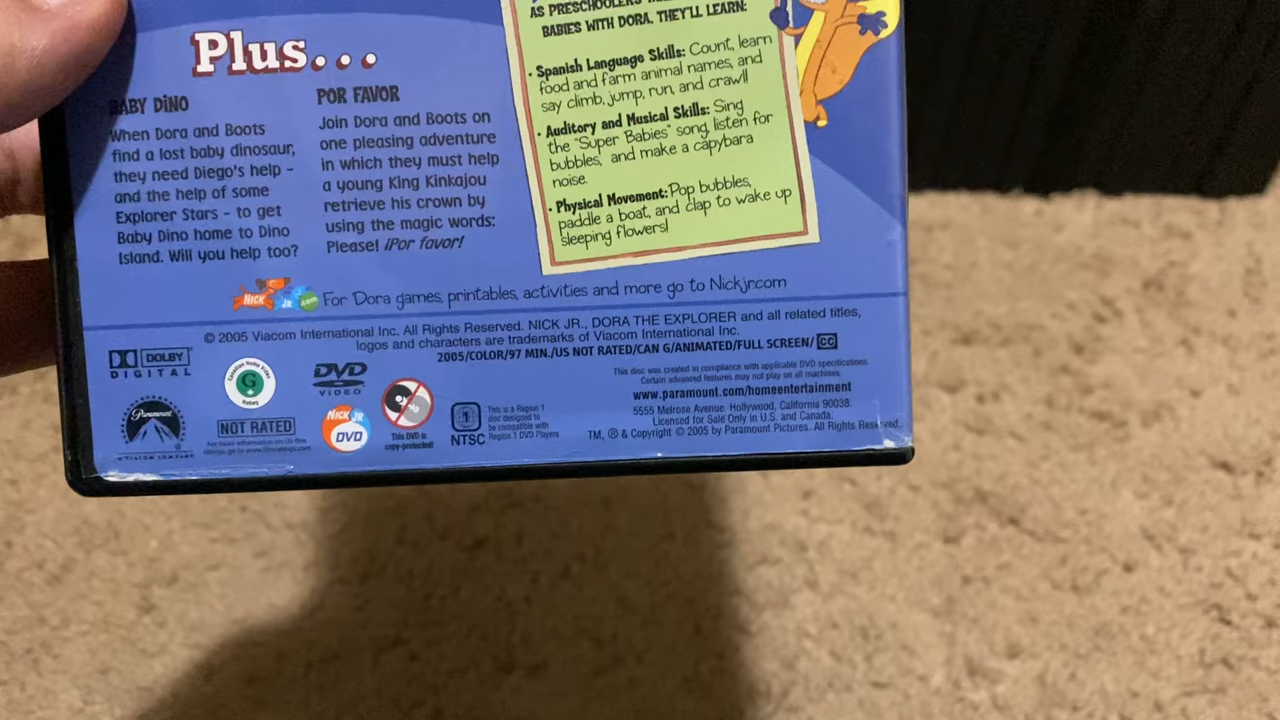 Plus...
BABY DiNO
When Dora and Boots
find a lost baby dinosaur,
they need Diego's help -
and the help of some
Explorer Stars - to get
Baby Dino home to Dino
Island. Will you help too?
POR FAVOR
Join Dora and Boots on
one pleasing adventure
in which they must help
a young King Kinkajou
retrieve his crown by
using the magic words:
Please! ¡Por favor!
AS PRESCHOOLERS
BABIES WITH DORA, THEY'LL LEARN:
• Spanish Language Skills: Count, learn
food and farm animal names, and
say climb, jump, run, and crawl!
• Auditory and Musical Skills: Sing
the "Super Babies" song, listen for
bubbles, and make a capybara
noise.
• Physical Movement: Pop bubbles,
paddle a boat, and clap to wake up
sleeping flowers!
NICK JR .com For Dora games, printables, activities and more go to Nickjr.com
© 2005 Viacom International Inc. All Rights Reserved. NICK JR., DORA THE EXPLORER and all related titles,
logos and characters are trademarks of Viacom International Inc.
2005/COLOR/97 MIN./US NOT RATED/CAN G/ANIMATED/FULL SCREEN/ CC
DOLBY
DIGITAL
Canadian Home Video
G
DVD
VIDEO
Paramount
A VIACOM COMPANY
NOT RATED
NICK JR
DVD
This DVD is
copy-protected!
1
NTSC
This is a Region 1
disc designed to
be compatible with
Region 1 DVD Players
This disc was created in compliance with applicable DVD specifications.
Certain advanced features may not play on all machines.
www.paramount.com/homeentertainment
5555 Melrose Avenue, Hollywood, California 90038.
Licensed for Sale Only in U.S. and Canada.
TM, ® & Copyright © 2005 by Paramount Pictures. All Rights Reserved.